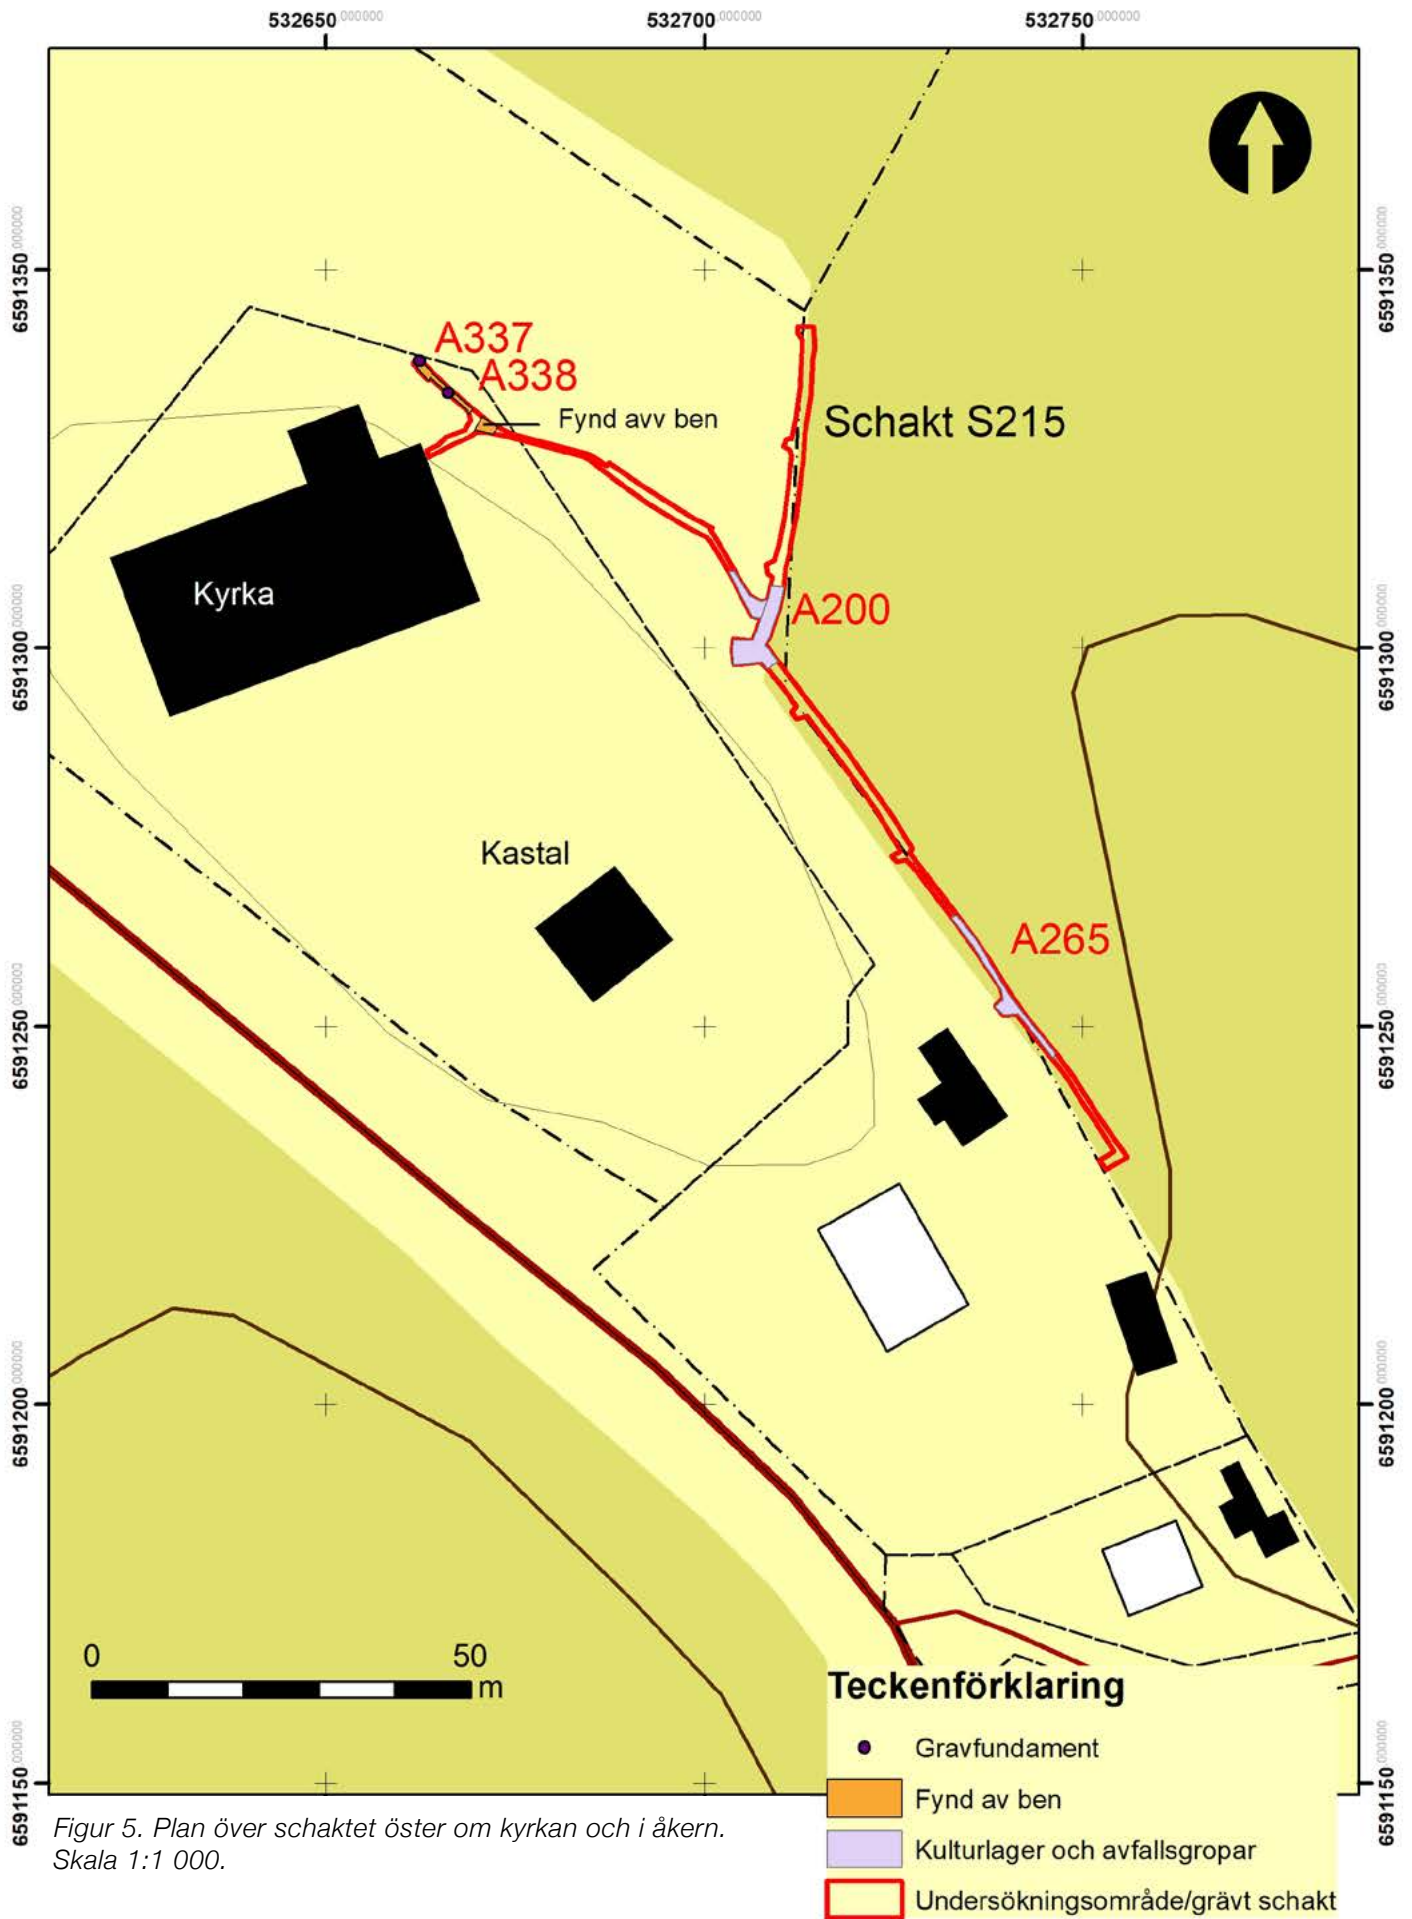 532650,000000 532700,000000 532750,000000
6591350,000000
6591350,000000
A337
A338
Fynd avv ben
Schakt S215
Kyrka
A200
6591300,000000
6591300,000000
Kastal
A265
6591250,000000
6591250,000000
6591200,000000
6591200,000000
0 50
m
Teckenförklaring
Gravfundament
Fynd av ben
Kulturlager och avfallsgropar
Undersökningsområde/grävt schakt
6591150,000000
6591150,000000
Figur 5. Plan över schaktet öster om kyrkan och i åkern.
Skala 1:1 000.